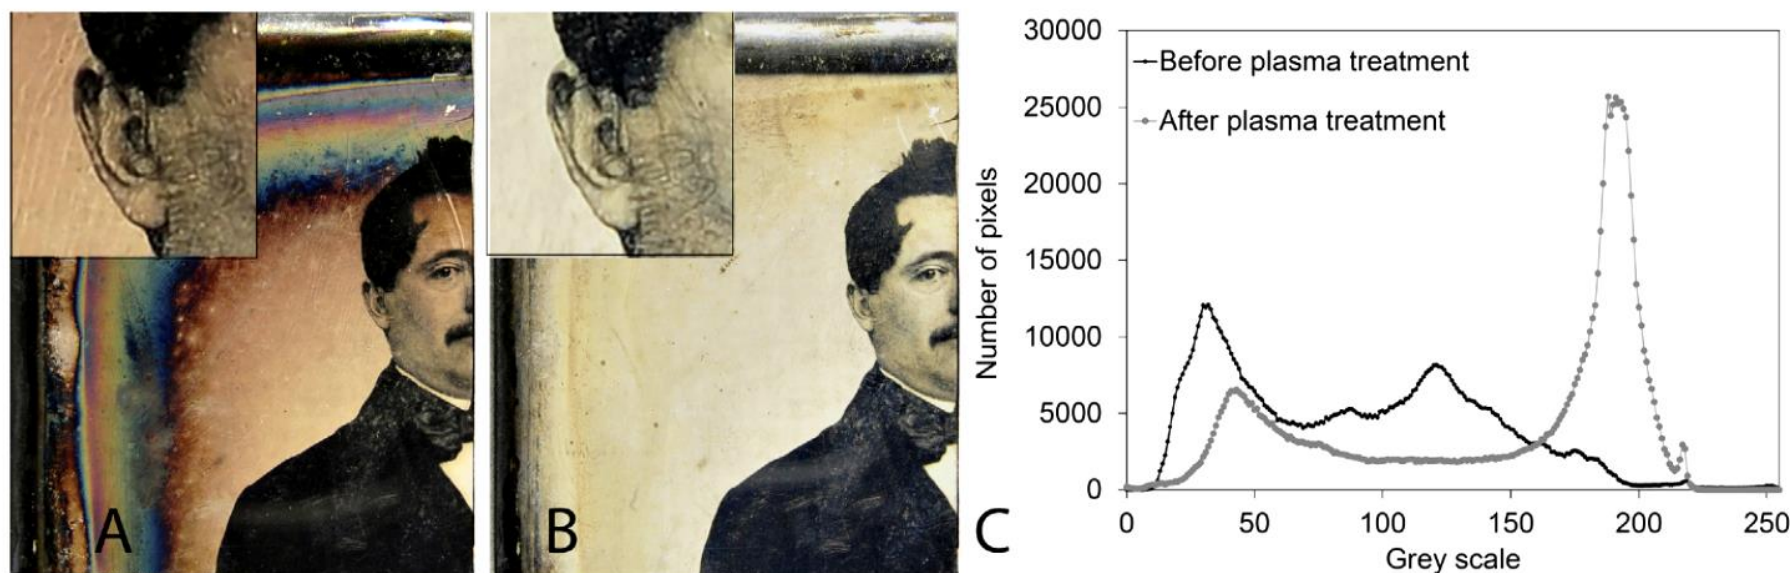 A
B
C
30000
25000
20000
15000
10000
5000
0
Number of pixels
Before plasma treatment
After plasma treatment
0
50
100
150
200
250
Grey scale